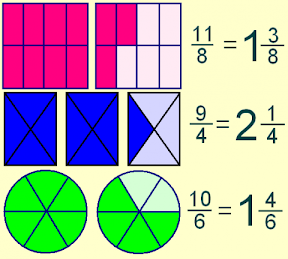 11/8 = 1 3/8
9/4 = 2 1/4
10/6 = 1 4/6